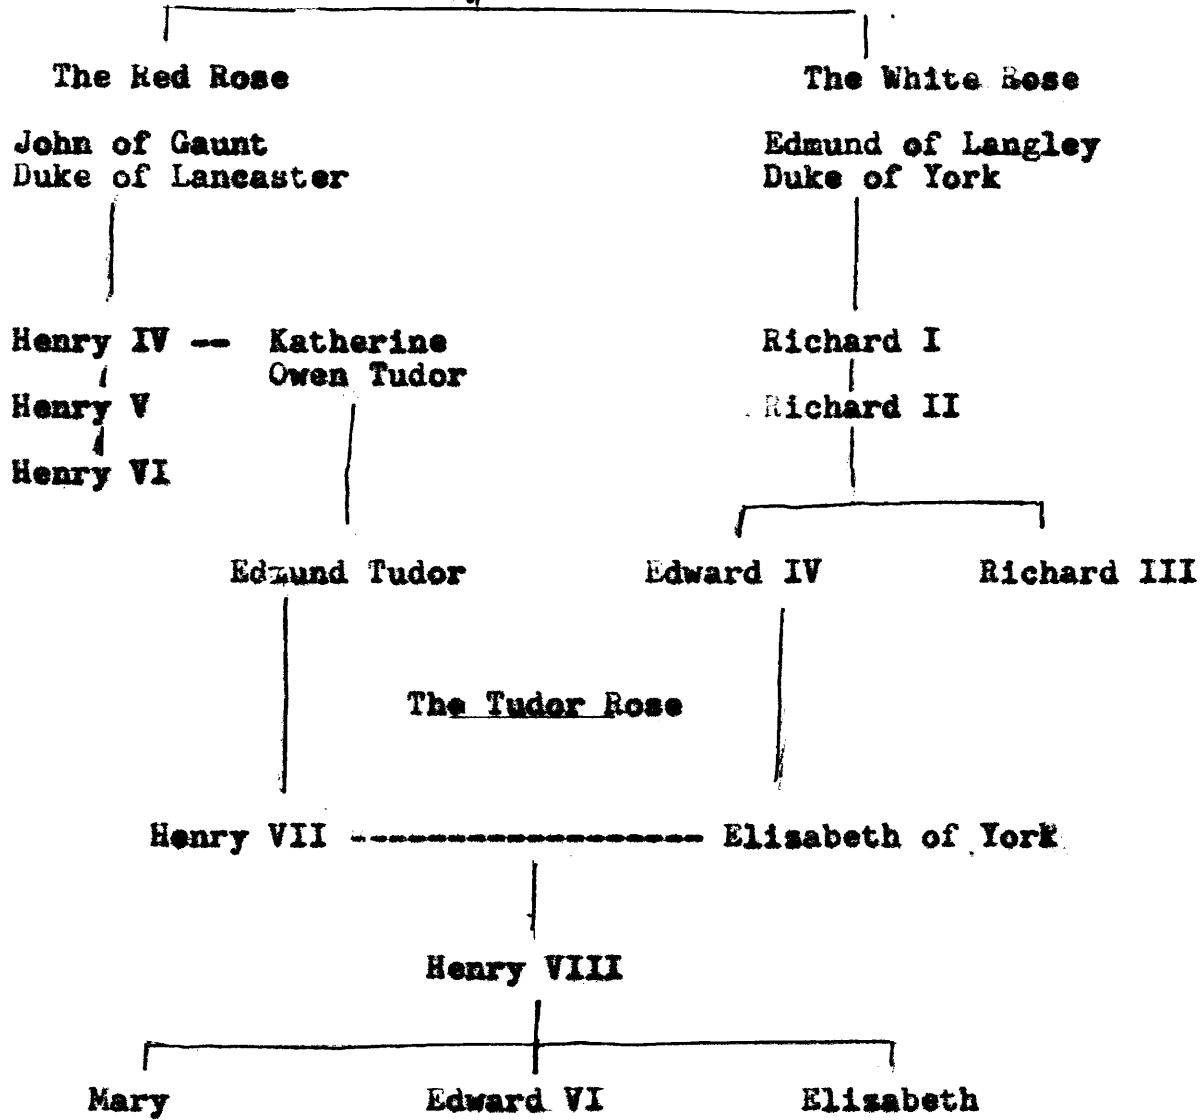 The Red Rose
The White Rose
John of Gaunt
Duke of Lancaster
Edmund of Langley
Duke of York
Henry IV -- Katherine
Owen Tudor
Richard I
Henry V
Richard II
Henry VI
Edmund Tudor
Edward IV
Richard III
The Tudor Rose
Henry VII ------------------ Elizabeth of York
Henry VIII
Mary
Edward VI
Elizabeth